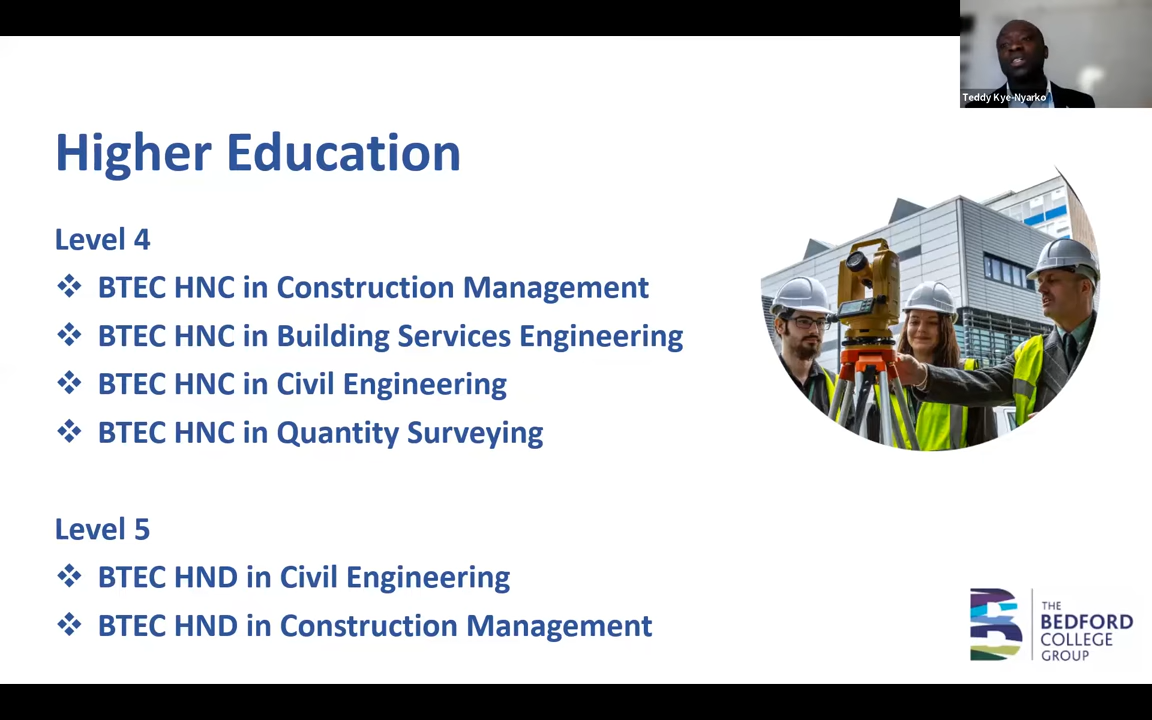 Teddy Kye-Nyarko
Higher Education
Level 4
❖ BTEC HNC in Construction Management
❖ BTEC HNC in Building Services Engineering
❖ BTEC HNC in Civil Engineering
❖ BTEC HNC in Quantity Surveying
Level 5
❖ BTEC HND in Civil Engineering
❖ BTEC HND in Construction Management
THE
BEDFORD
COLLEGE
GROUP